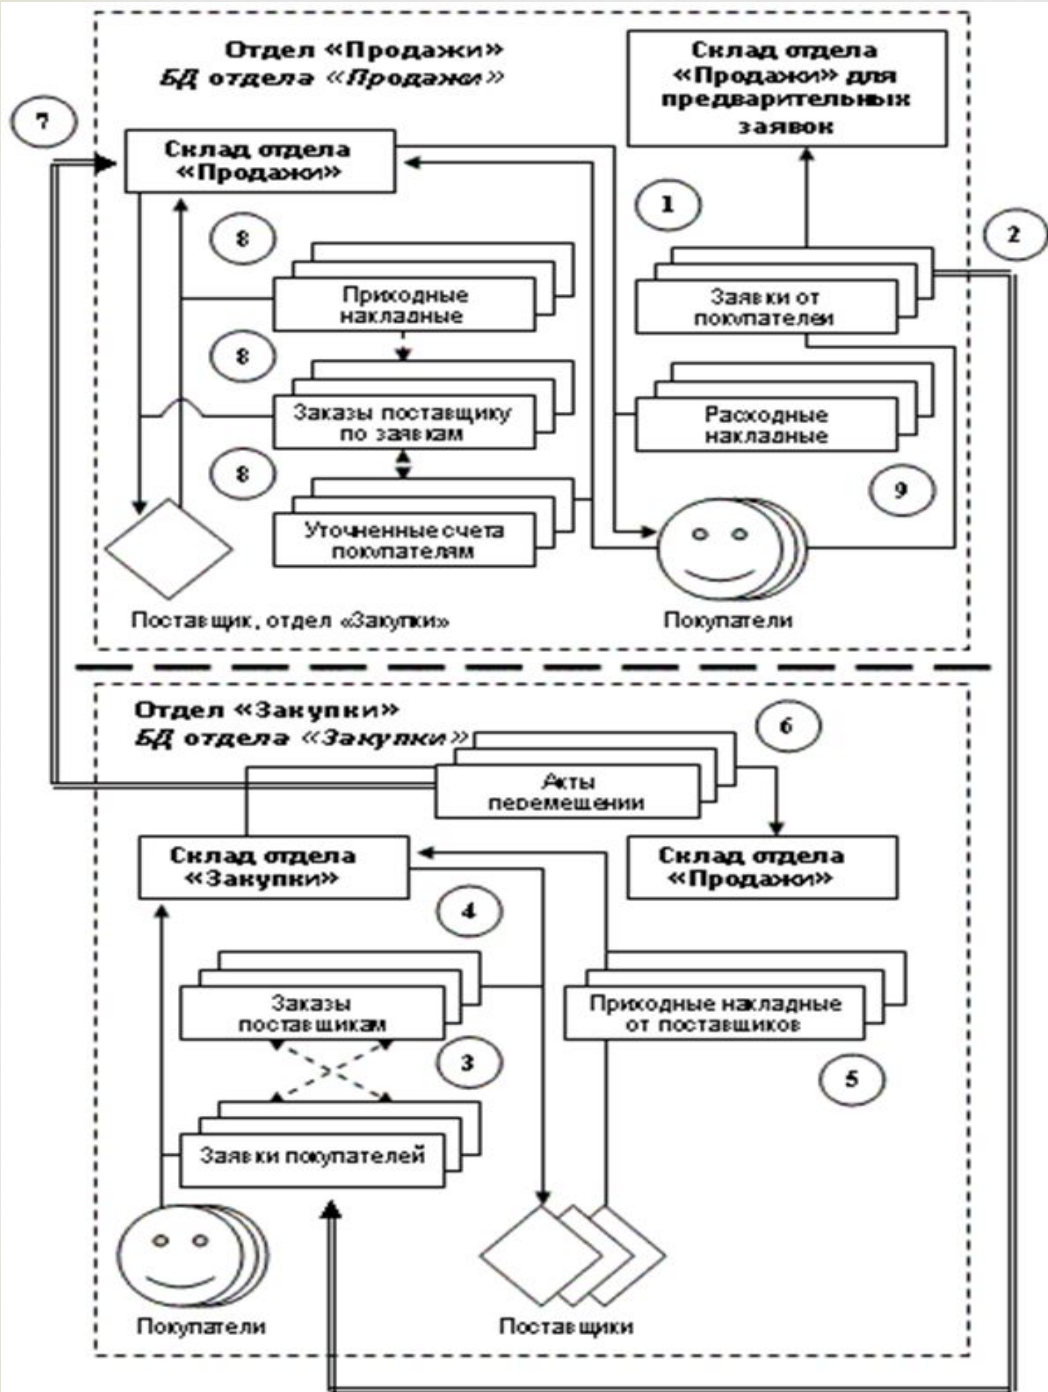 Отдел «Продажи»
БД отдела «Продажи»
Склад отдела
«Продажи» для
предварительных
заявок
7
Склад отдела
«Продажи»
1
2
8
Приходные
накладные
Заявки от
покупателей
8
Заказы поставщику
по заявкам
Расходные
накладные
8
9
Уточненные счета
покупателям
Поставщик, отдел «Закупки»
Покупатели
Отдел «Закупки»
БД отдела «Закупки»
6
Акты
перемещений
Склад отдела
«Закупки»
Склад отдела
«Продажи»
4
Заказы
поставщикам
Приходные накладные
от поставщиков
3
5
Заявки покупателей
Покупатели
Поставщики